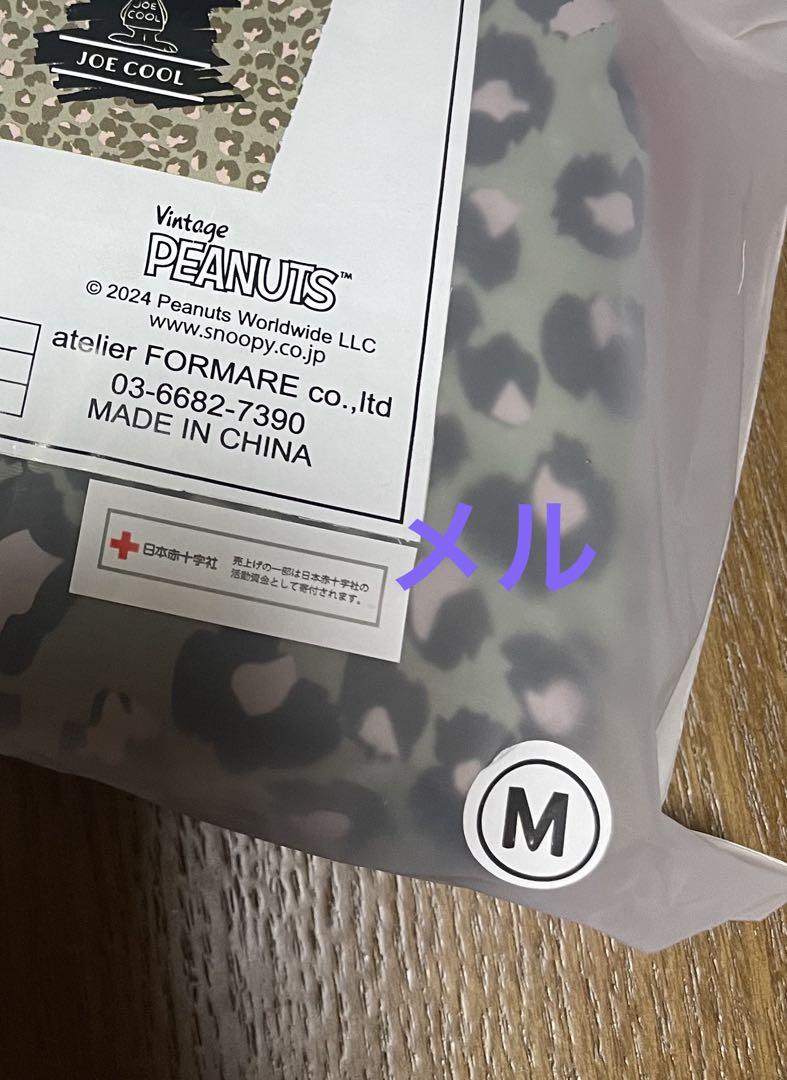 JOE
COOL
JOE COOL
Vintage
PEANUTS™
© 2024 Peanuts Worldwide LLC
www.snoopy.co.jp
atelier FORMARE co.,ltd
03-6682-7390
MADE IN CHINA
メル
日本赤十字社
売上げの一部は日本赤十字社の
活動資金として寄付されます。
M